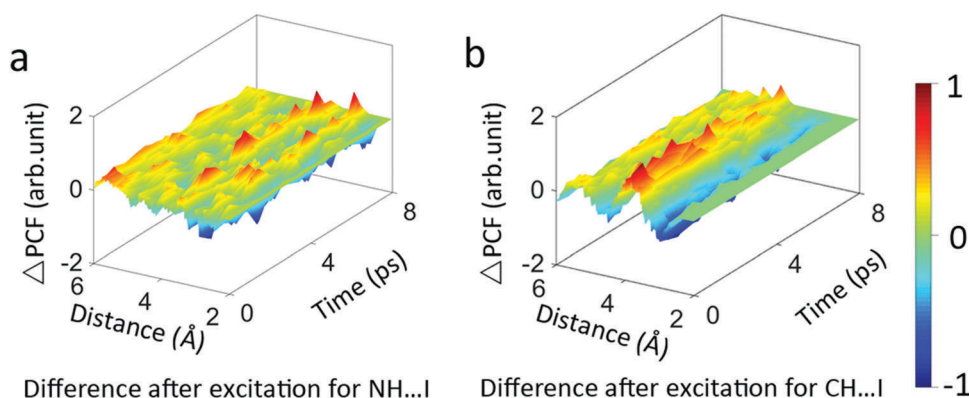 a
b
△PCF (arb.unit)
2
0
-2
6
4
2
Distance (Å)
0
4
8
Time (ps)
△PCF (arb.unit)
2
0
-2
6
4
2
Distance (Å)
0
4
8
Time (ps)
1
0
-1
Difference after excitation for NH...I
Difference after excitation for CH...I